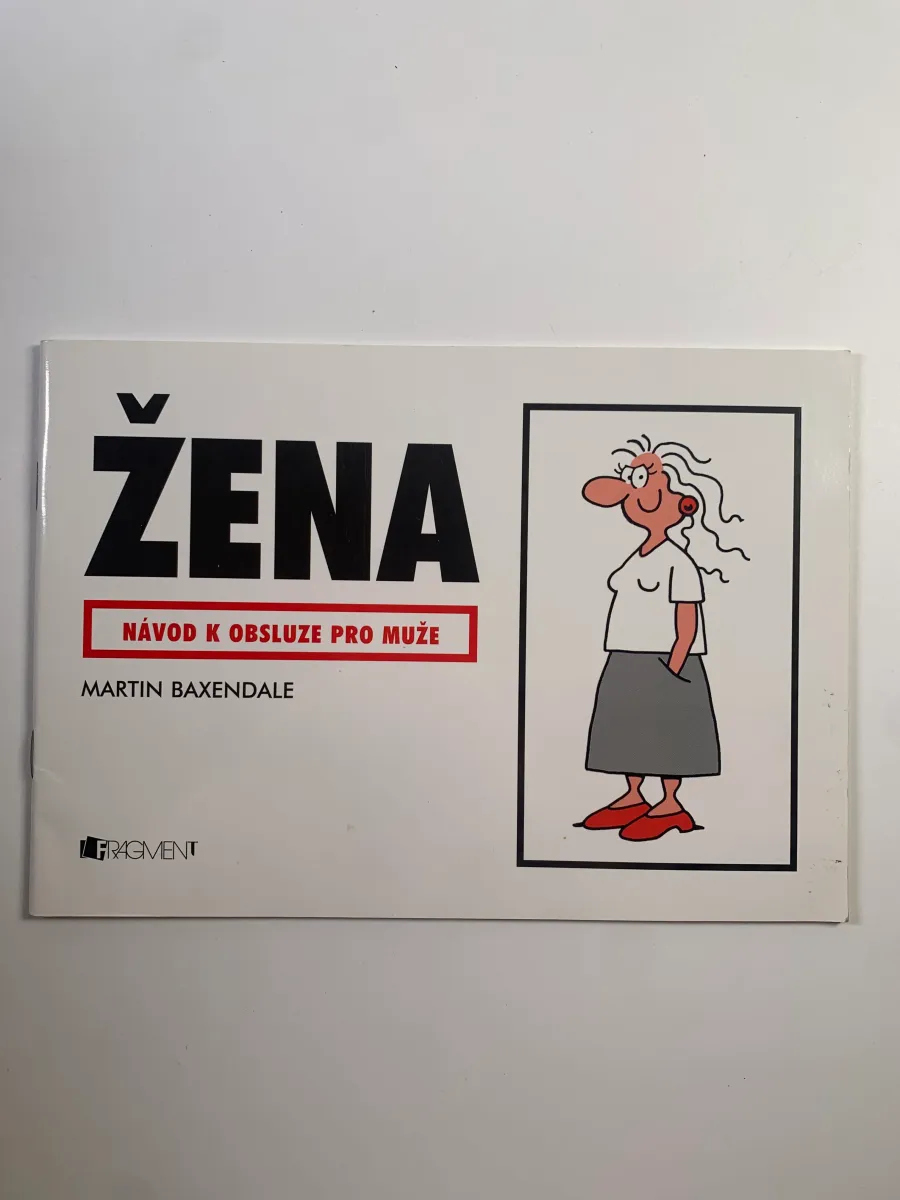 ŽENA
NÁVOD K OBSLUZE PRO MUŽE
MARTIN BAXENDALE
FRAGMENT